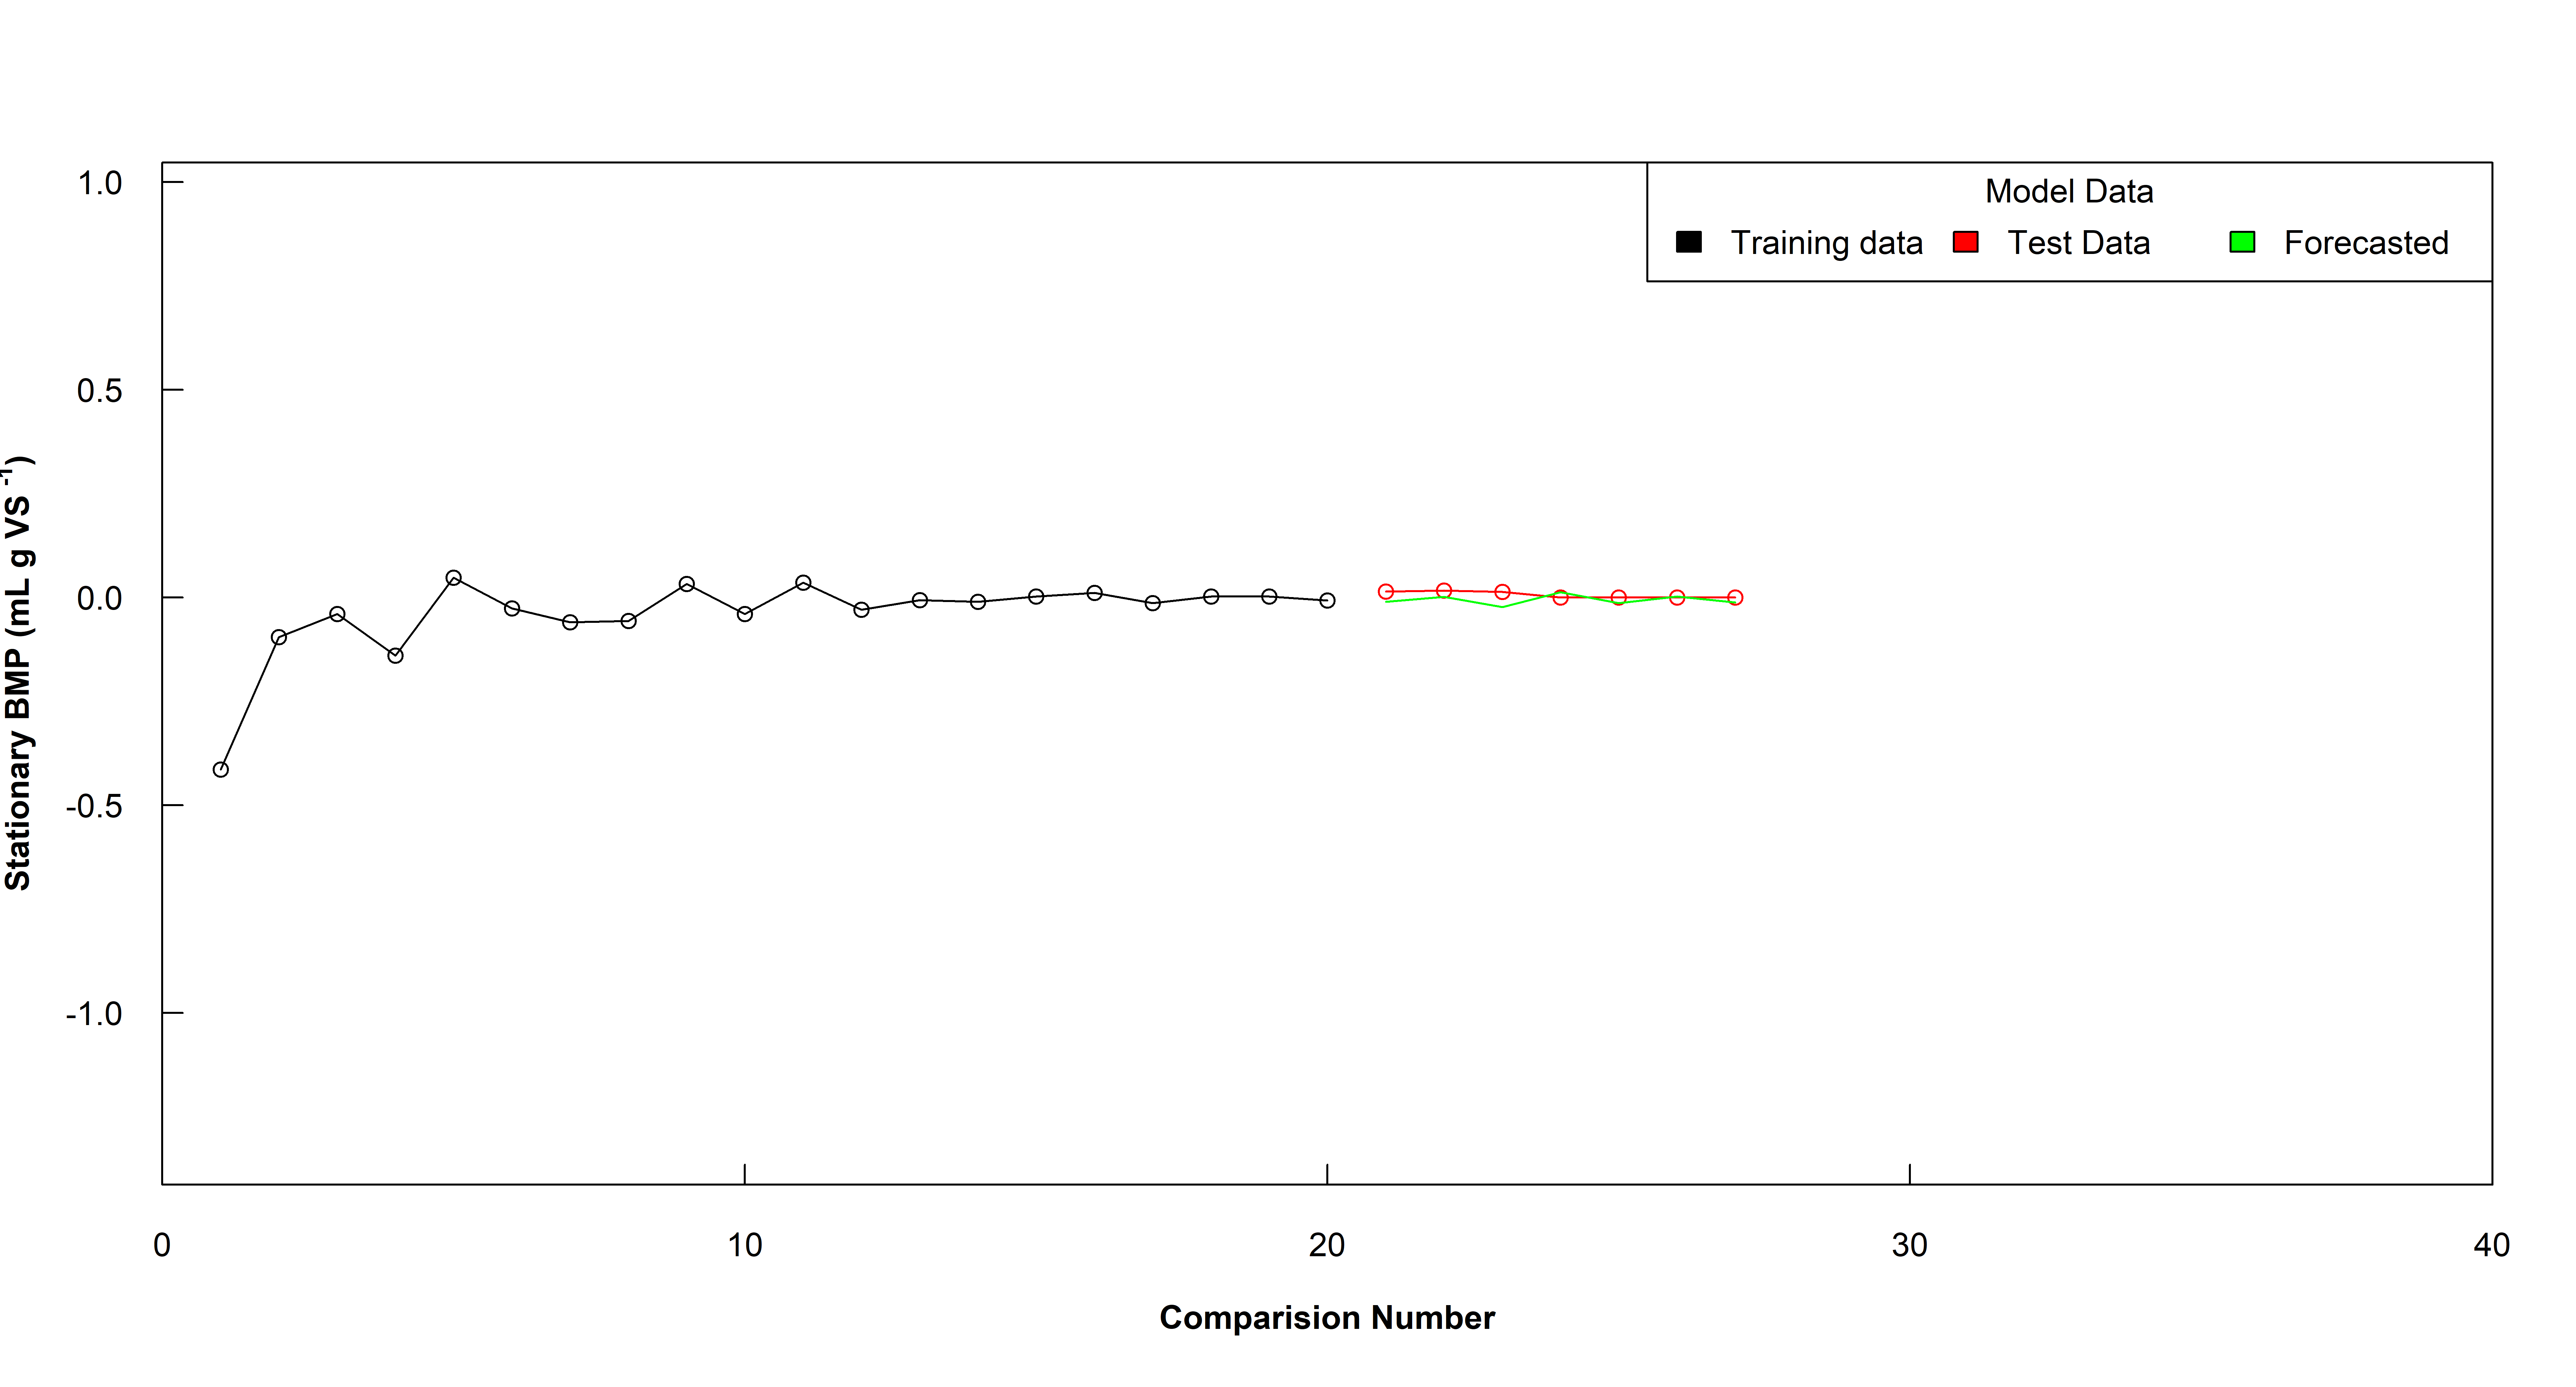 Model Data
Training data
Test Data
Forecasted
1.0
0.5
0.0
-0.5
-1.0
Stationary BMP (mL g VS -1)
0
10
20
30
40
Comparision Number